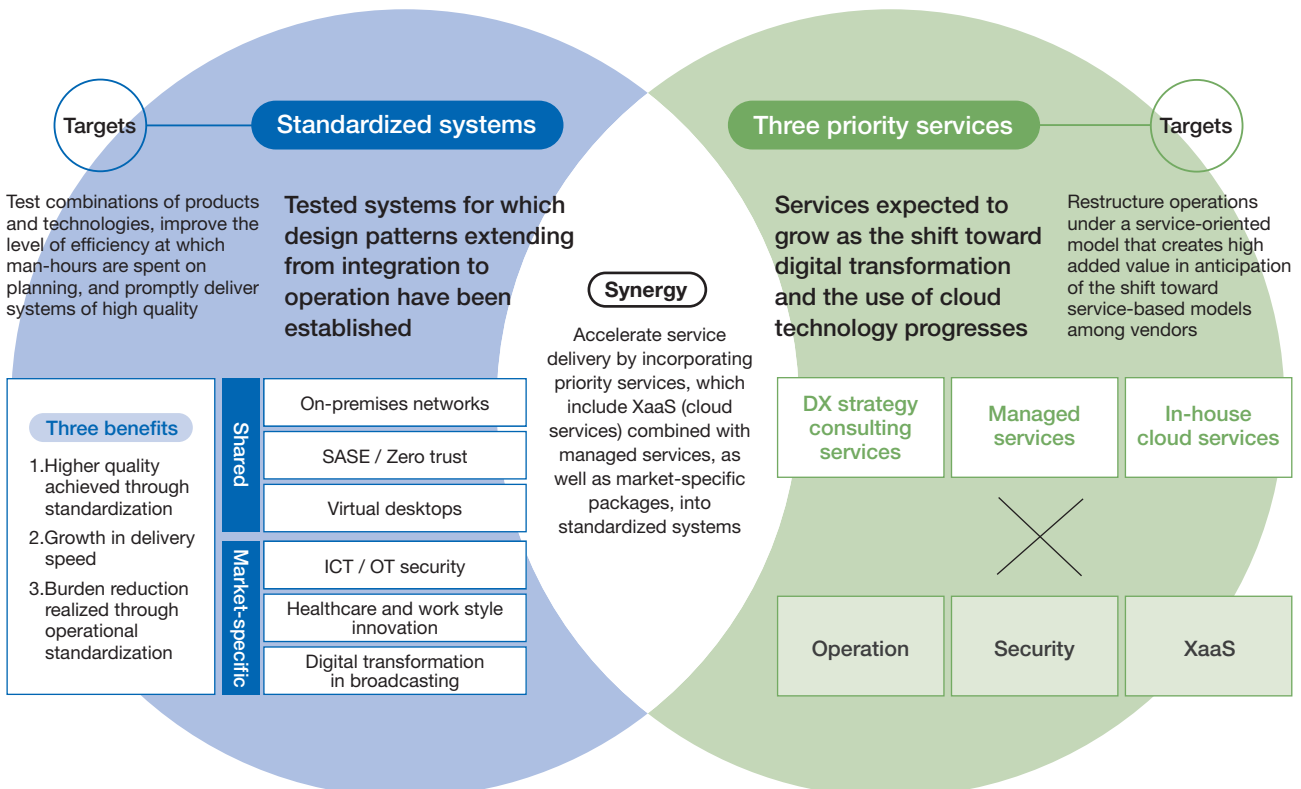 Targets
Standardized systems
Test combinations of products
and technologies, improve the
level of efficiency at which
man-hours are spent on
planning, and promptly deliver
systems of high quality
Tested systems for which
design patterns extending
from integration to
operation have been
established
Three benefits
1.Higher quality
achieved through
standardization
2.Growth in delivery
speed
3.Burden reduction
realized through
operational
standardization
Shared
On-premises networks
SASE / Zero trust
Virtual desktops
Market-specific
ICT / OT security
Healthcare and work style
innovation
Digital transformation
in broadcasting
Synergy
Accelerate service
delivery by incorporating
priority services, which
include XaaS (cloud
services) combined with
managed services, as
well as market-specific
packages, into
standardized systems
Three priority services
Targets
Services expected to
grow as the shift toward
digital transformation
and the use of cloud
technology progresses
Restructure operations
under a service-oriented
model that creates high
added value in anticipation
of the shift toward
service-based models
among vendors
DX strategy
consulting
services
Managed
services
In-house
cloud services
Operation
Security
XaaS